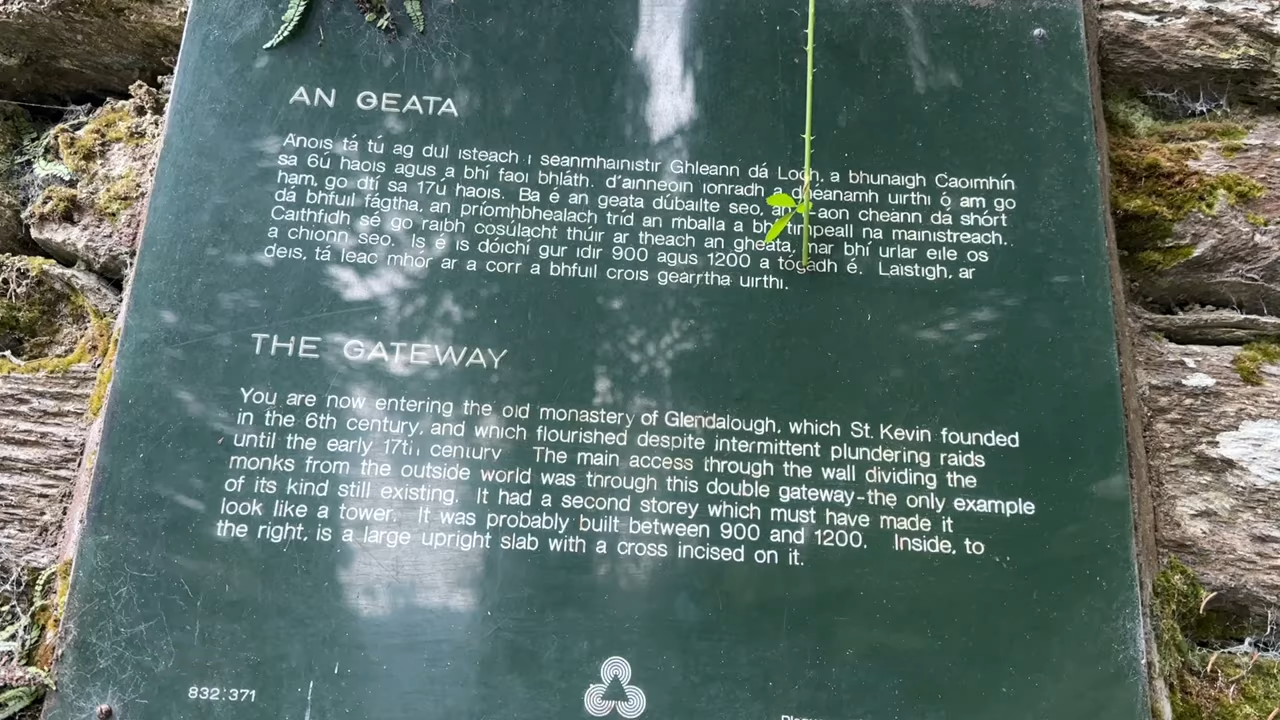 AN GEATA
Anois tá tú ag dul isteach i seanmhainistir Ghleann dá Loch, a bhunaigh Caoimhín
sa 6ú haois agus a bhí faoi bhláth, d'ainneoin ionradh a dhéanamh uirthi ó am go
ham, go dtí sa 17ú haois. Ba é an geata dúbailte seo, an t-aon cheann dá shórt
dá bhfuil fágtha, an príomhbhealach tríd an mballa a bhí timpeall na mainistreach.
Caithfidh sé go raibh cosúlacht thúir ar theach an gheata, mar bhí urlar eile os
a chionn seo. Is é is dóichí gur idir 900 agus 1200 a tógadh é. Laistigh, ar
deis, tá leac mhór ar a corr a bhfuil crois gearrtha uirthi.
THE GATEWAY
You are now entering the old monastery of Glendalough, which St. Kevin founded
in the 6th century, and which flourished despite intermittent plundering raids
until the early 17th century The main access through the wall dividing the
monks from the outside world was through this double gateway-the only example
of its kind still existing. It had a second storey which must have made it
look like a tower. It was probably built between 900 and 1200. Inside, to
the right, is a large upright slab with a cross incised on it.
832:371